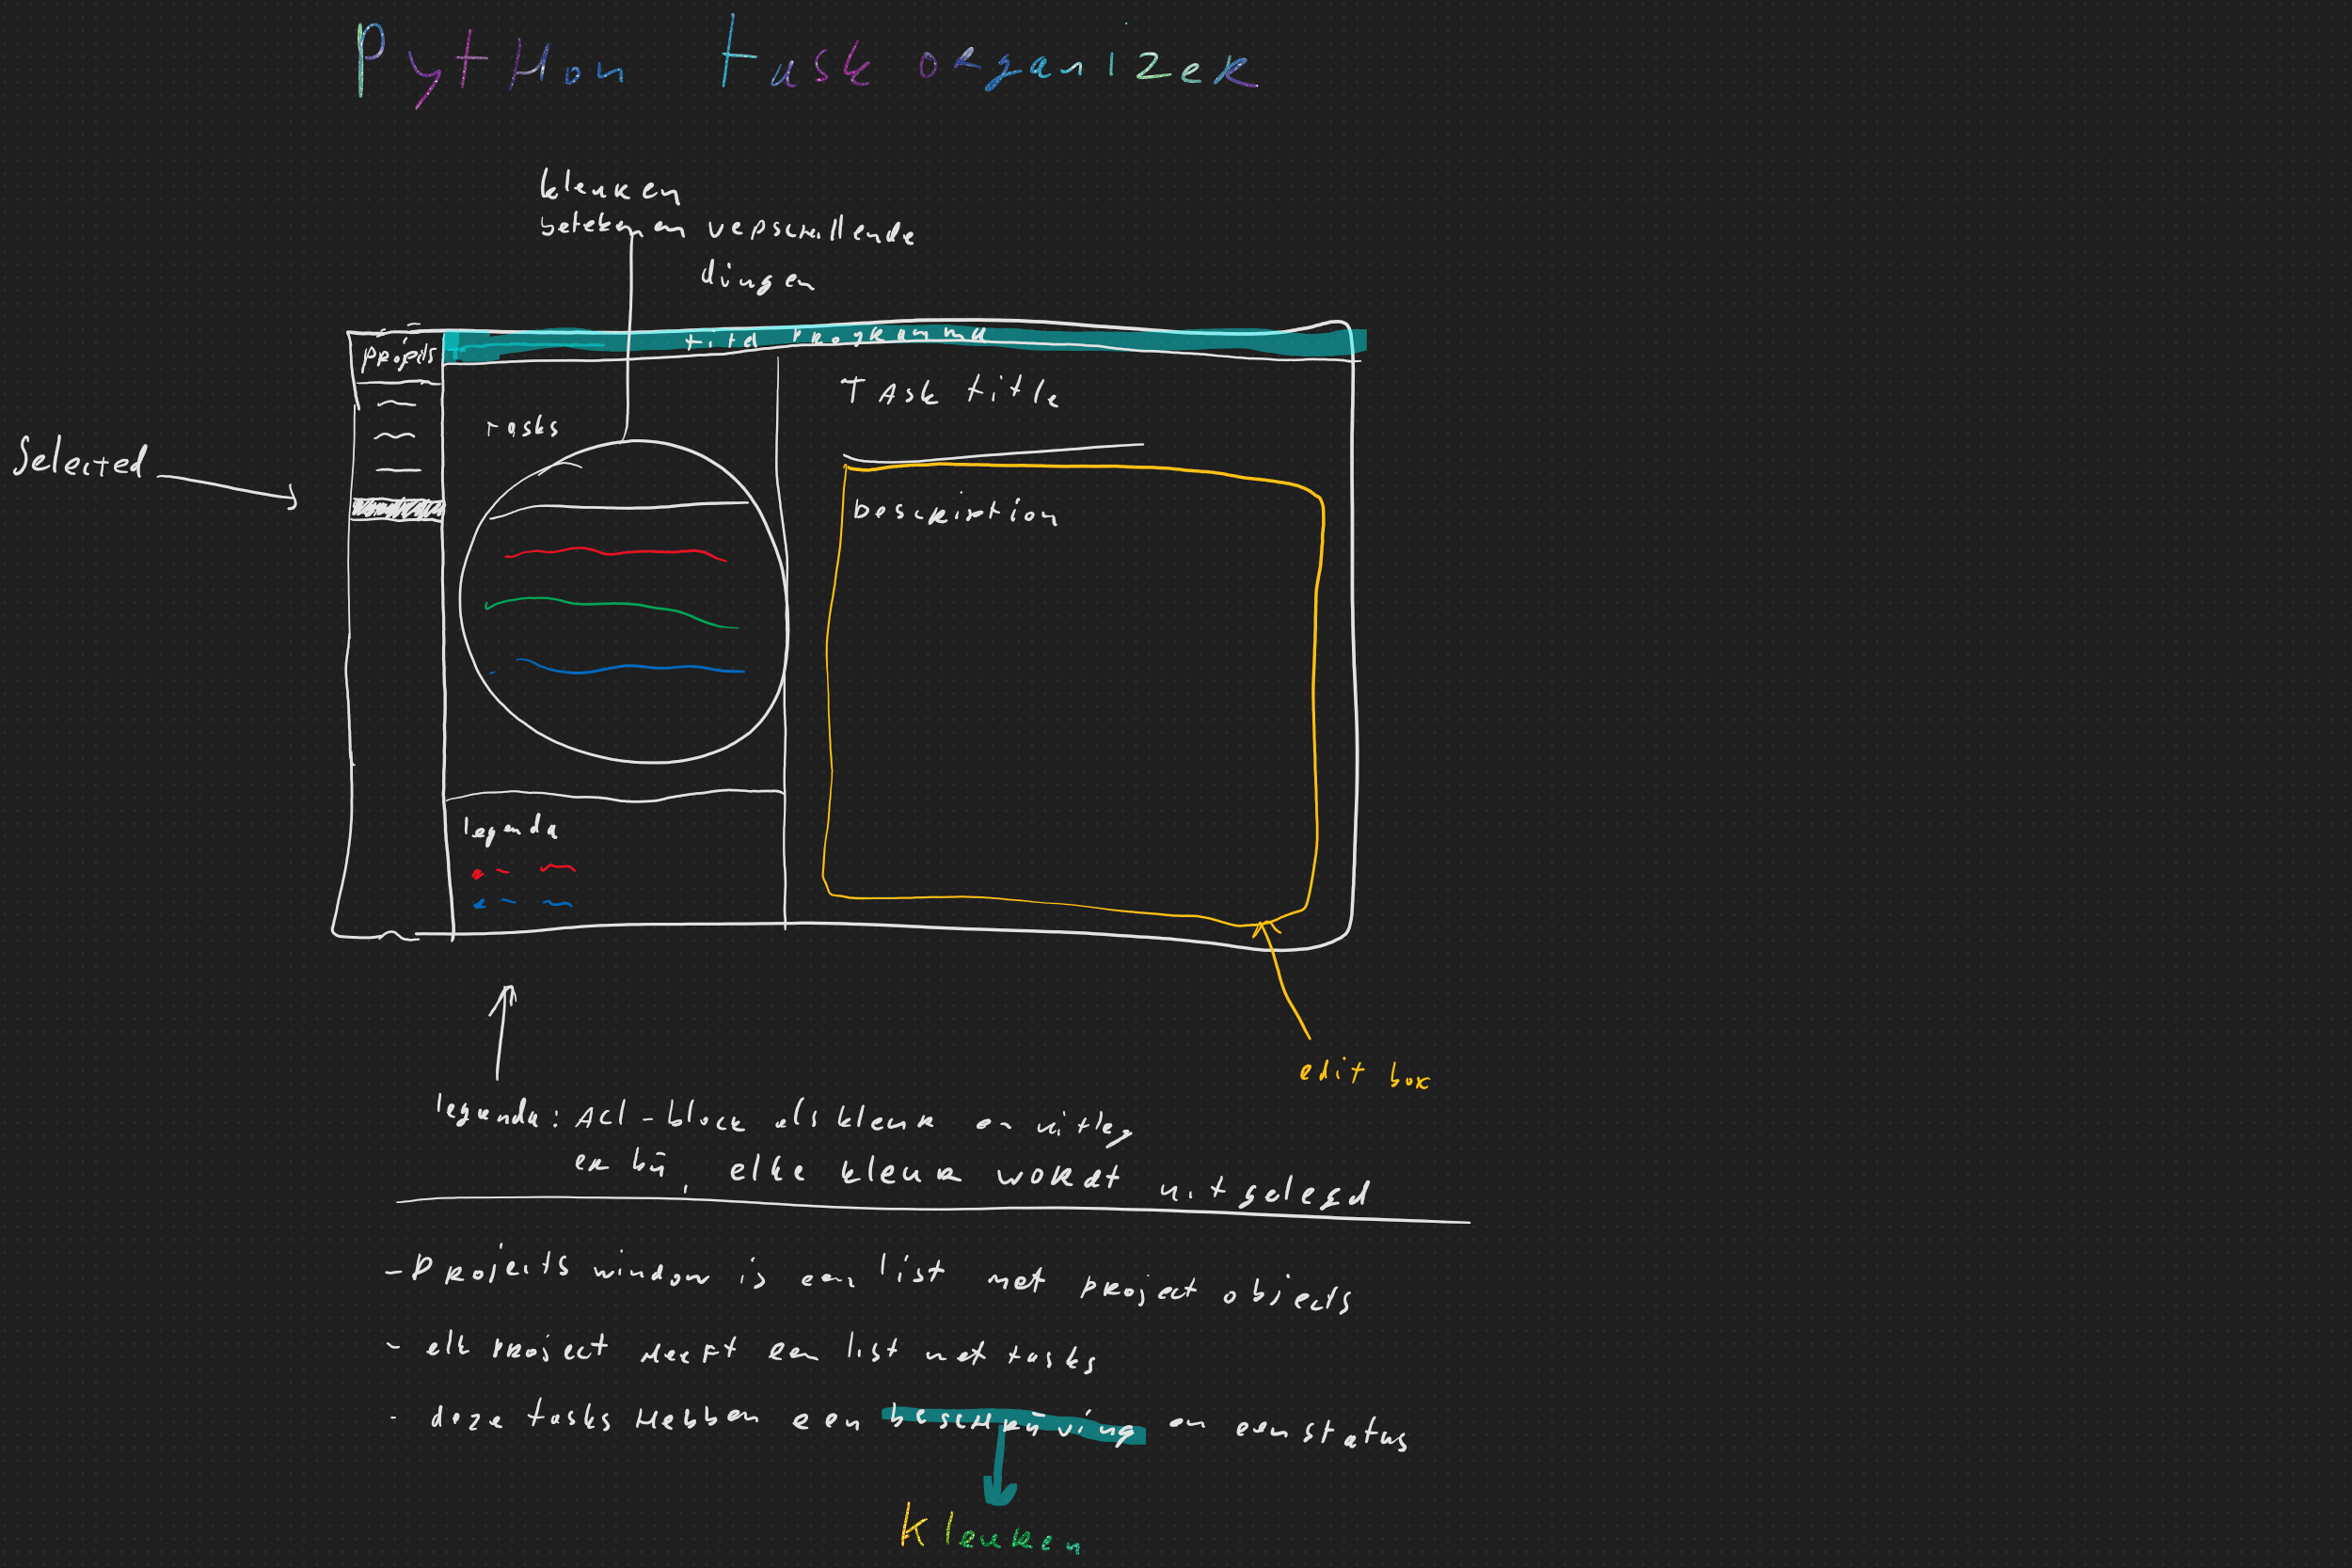 Python task organizer
kleuren
betekenen verschillende
dingen
titel programma
projects
Task title
Tasks
Selected
Description
legenda
edit box
legenda: ACL-block als kleur en uitleg
er bij, elke kleur wordt uitgelegd
- Projects window is een list met project objects
- elk project heeft een list met tasks
- deze tasks hebben een beschrijving en een status
kleuren